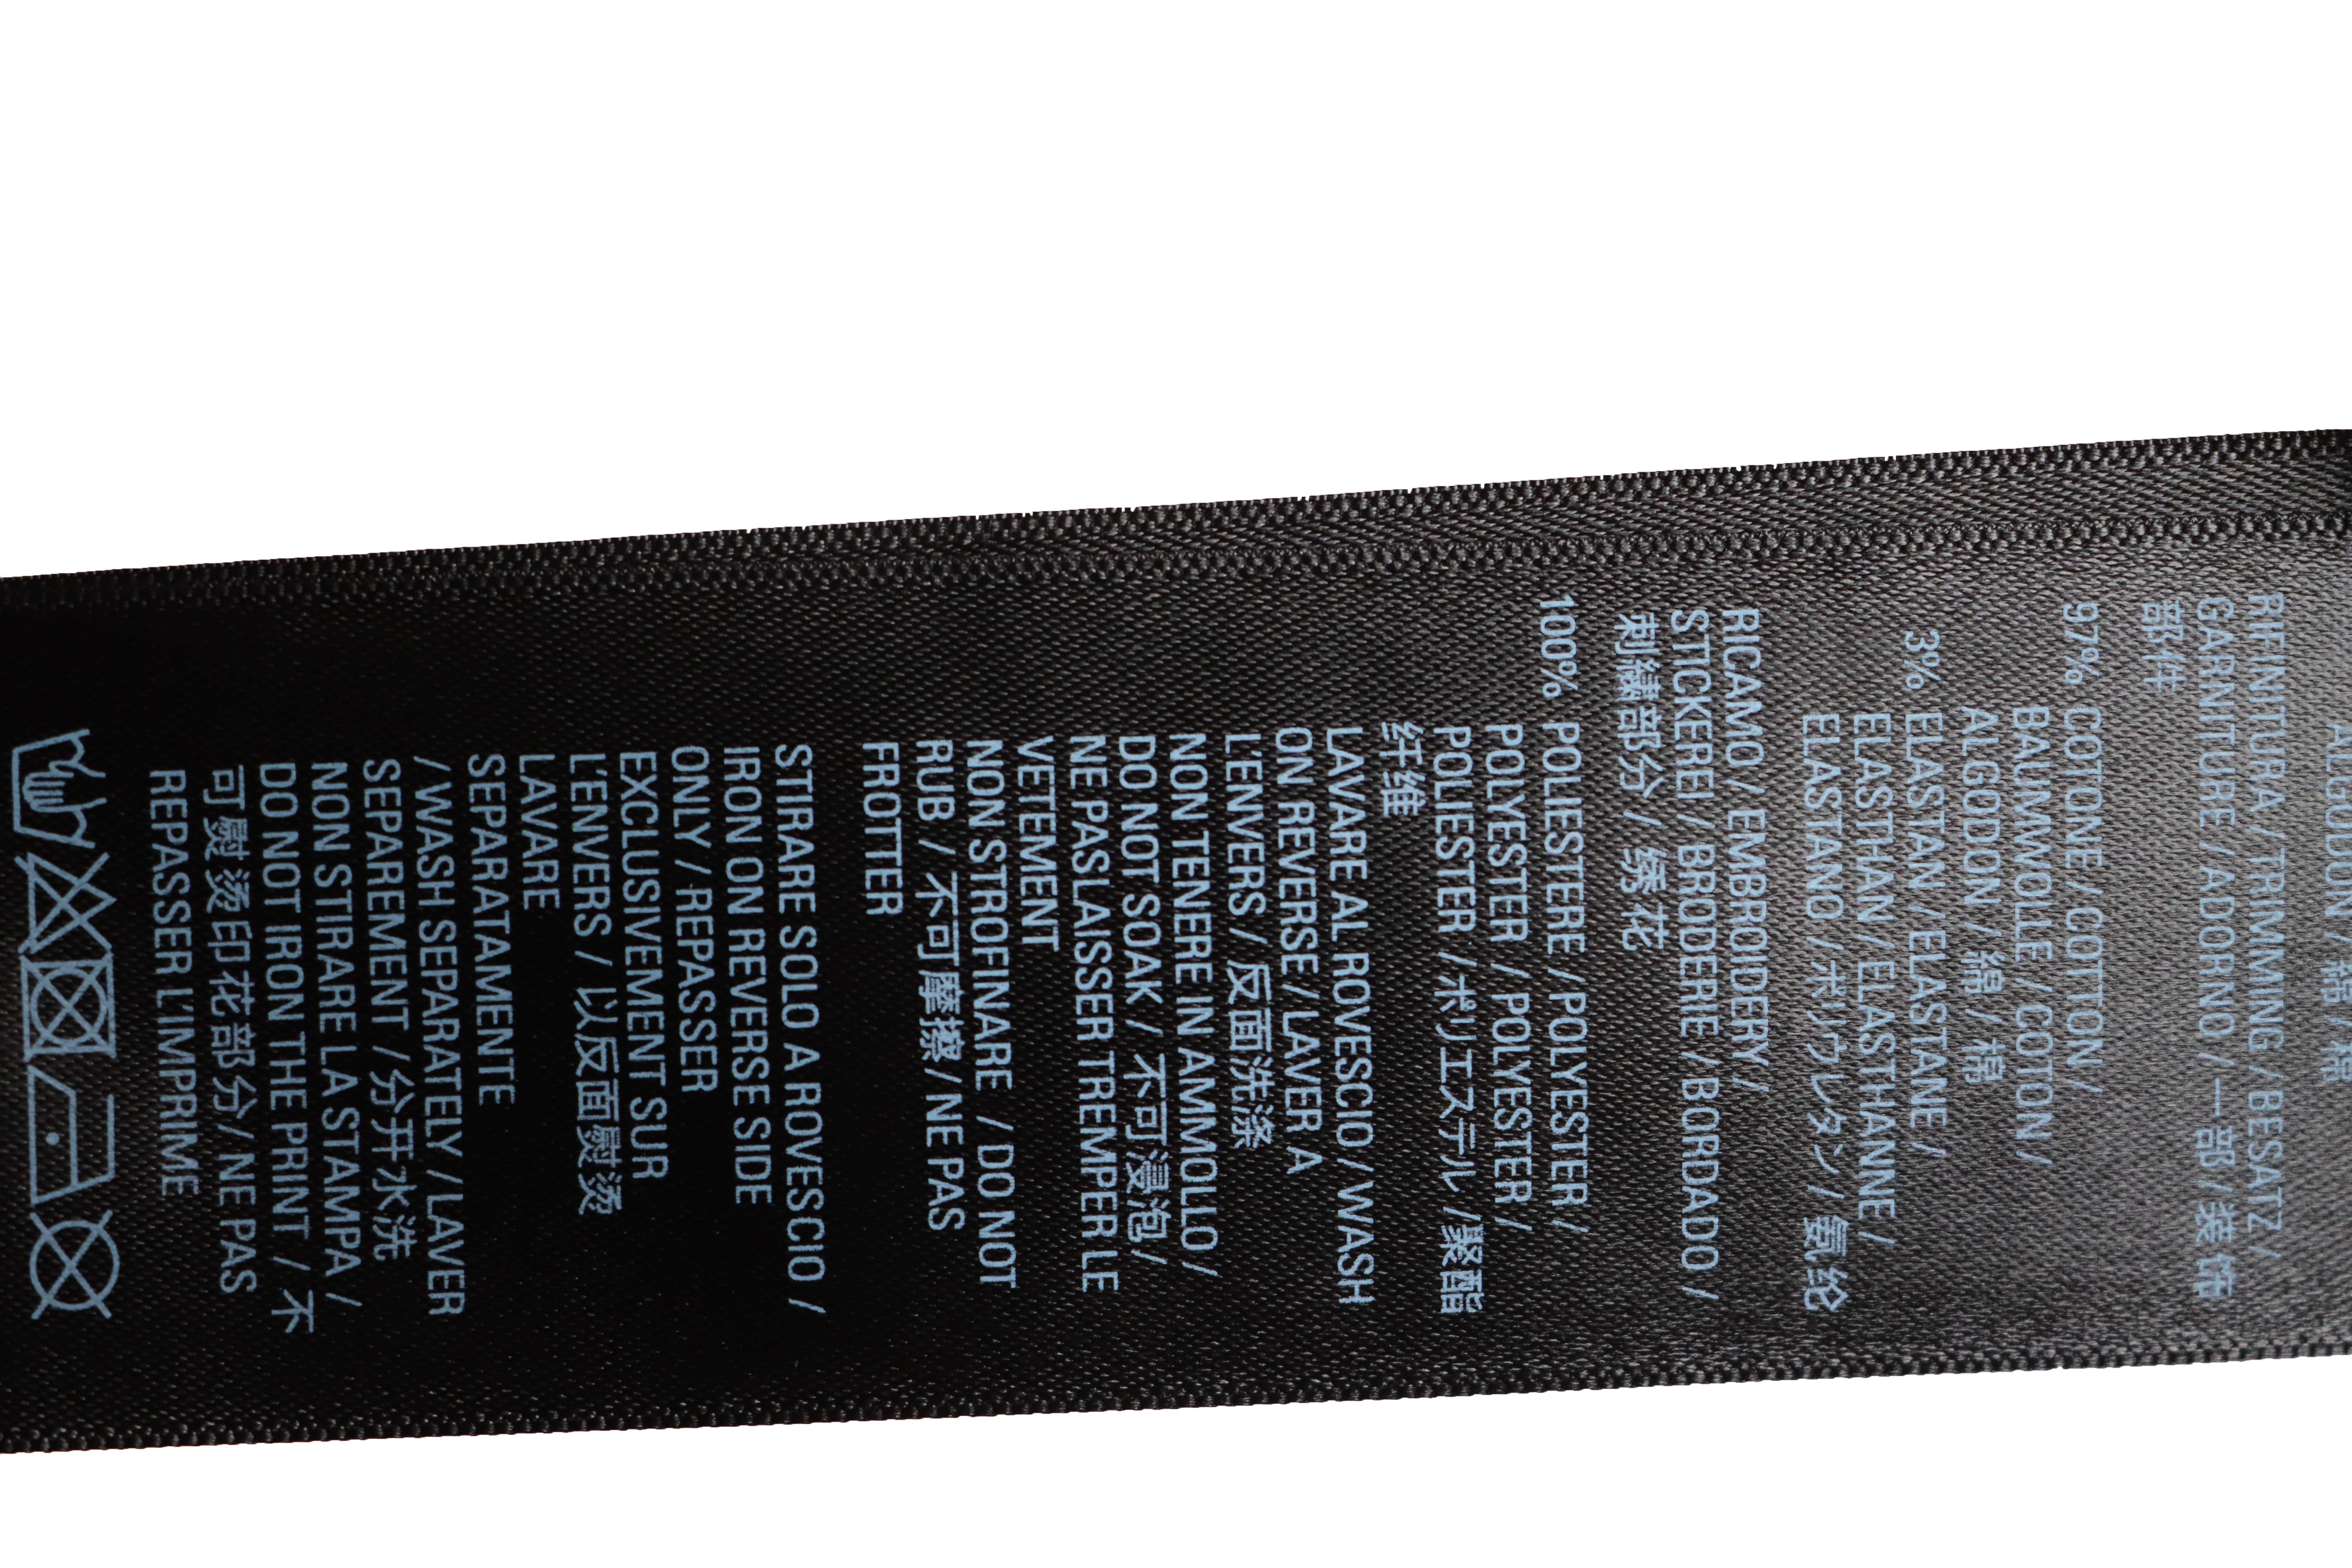 ALGODON / 綿 / 棉
RIFINITURA / TRIMMING / BESATZ /
GARNITURE / ADORNO / 一部 / 装饰
部件
97% COTONE / COTTON /
BAUMWOLLE / COTON /
ALGODON / 綿 / 棉
3% ELASTAN / ELASTANE /
ELASTHAN / ELASTHANNE /
ELASTANO / ポリウレタン / 氨纶
RICAMO / EMBROIDERY /
STICKEREI / BRODERIE / BORDADO /
刺繍部分 / 绣花
100% POLIESTERE / POLYESTER /
POLYESTER / POLYESTER /
POLIESTER / ポリエステル / 聚酯
纤维
LAVARE AL ROVESCIO / WASH
ON REVERSE / LAVER A
L'ENVERS / 反面洗涤
NON TENERE IN AMMOLLO /
DO NOT SOAK / 不可浸泡 /
NE PAS LASSER TREMPER LE
VETEMENT
NON STROFINARE / DO NOT
RUB / 不可摩擦 / NE PAS
FROTTER
STIRARE SOLO A ROVESCIO /
IRON ON REVERSE SIDE
ONLY / REPASSER
EXCLUSIVEMENT SUR
L'ENVERS / 以反面熨烫
LAVARE
SEPARATAMENTE
/ WASH SEPARATELY / LAVER
SEPAREMENT / 分开水洗
NON STIRARE LA STAMPA /
DO NOT IRON THE PRINT / 不
可熨烫印花部分 / NE PAS
REPASSER L'IMPRIME